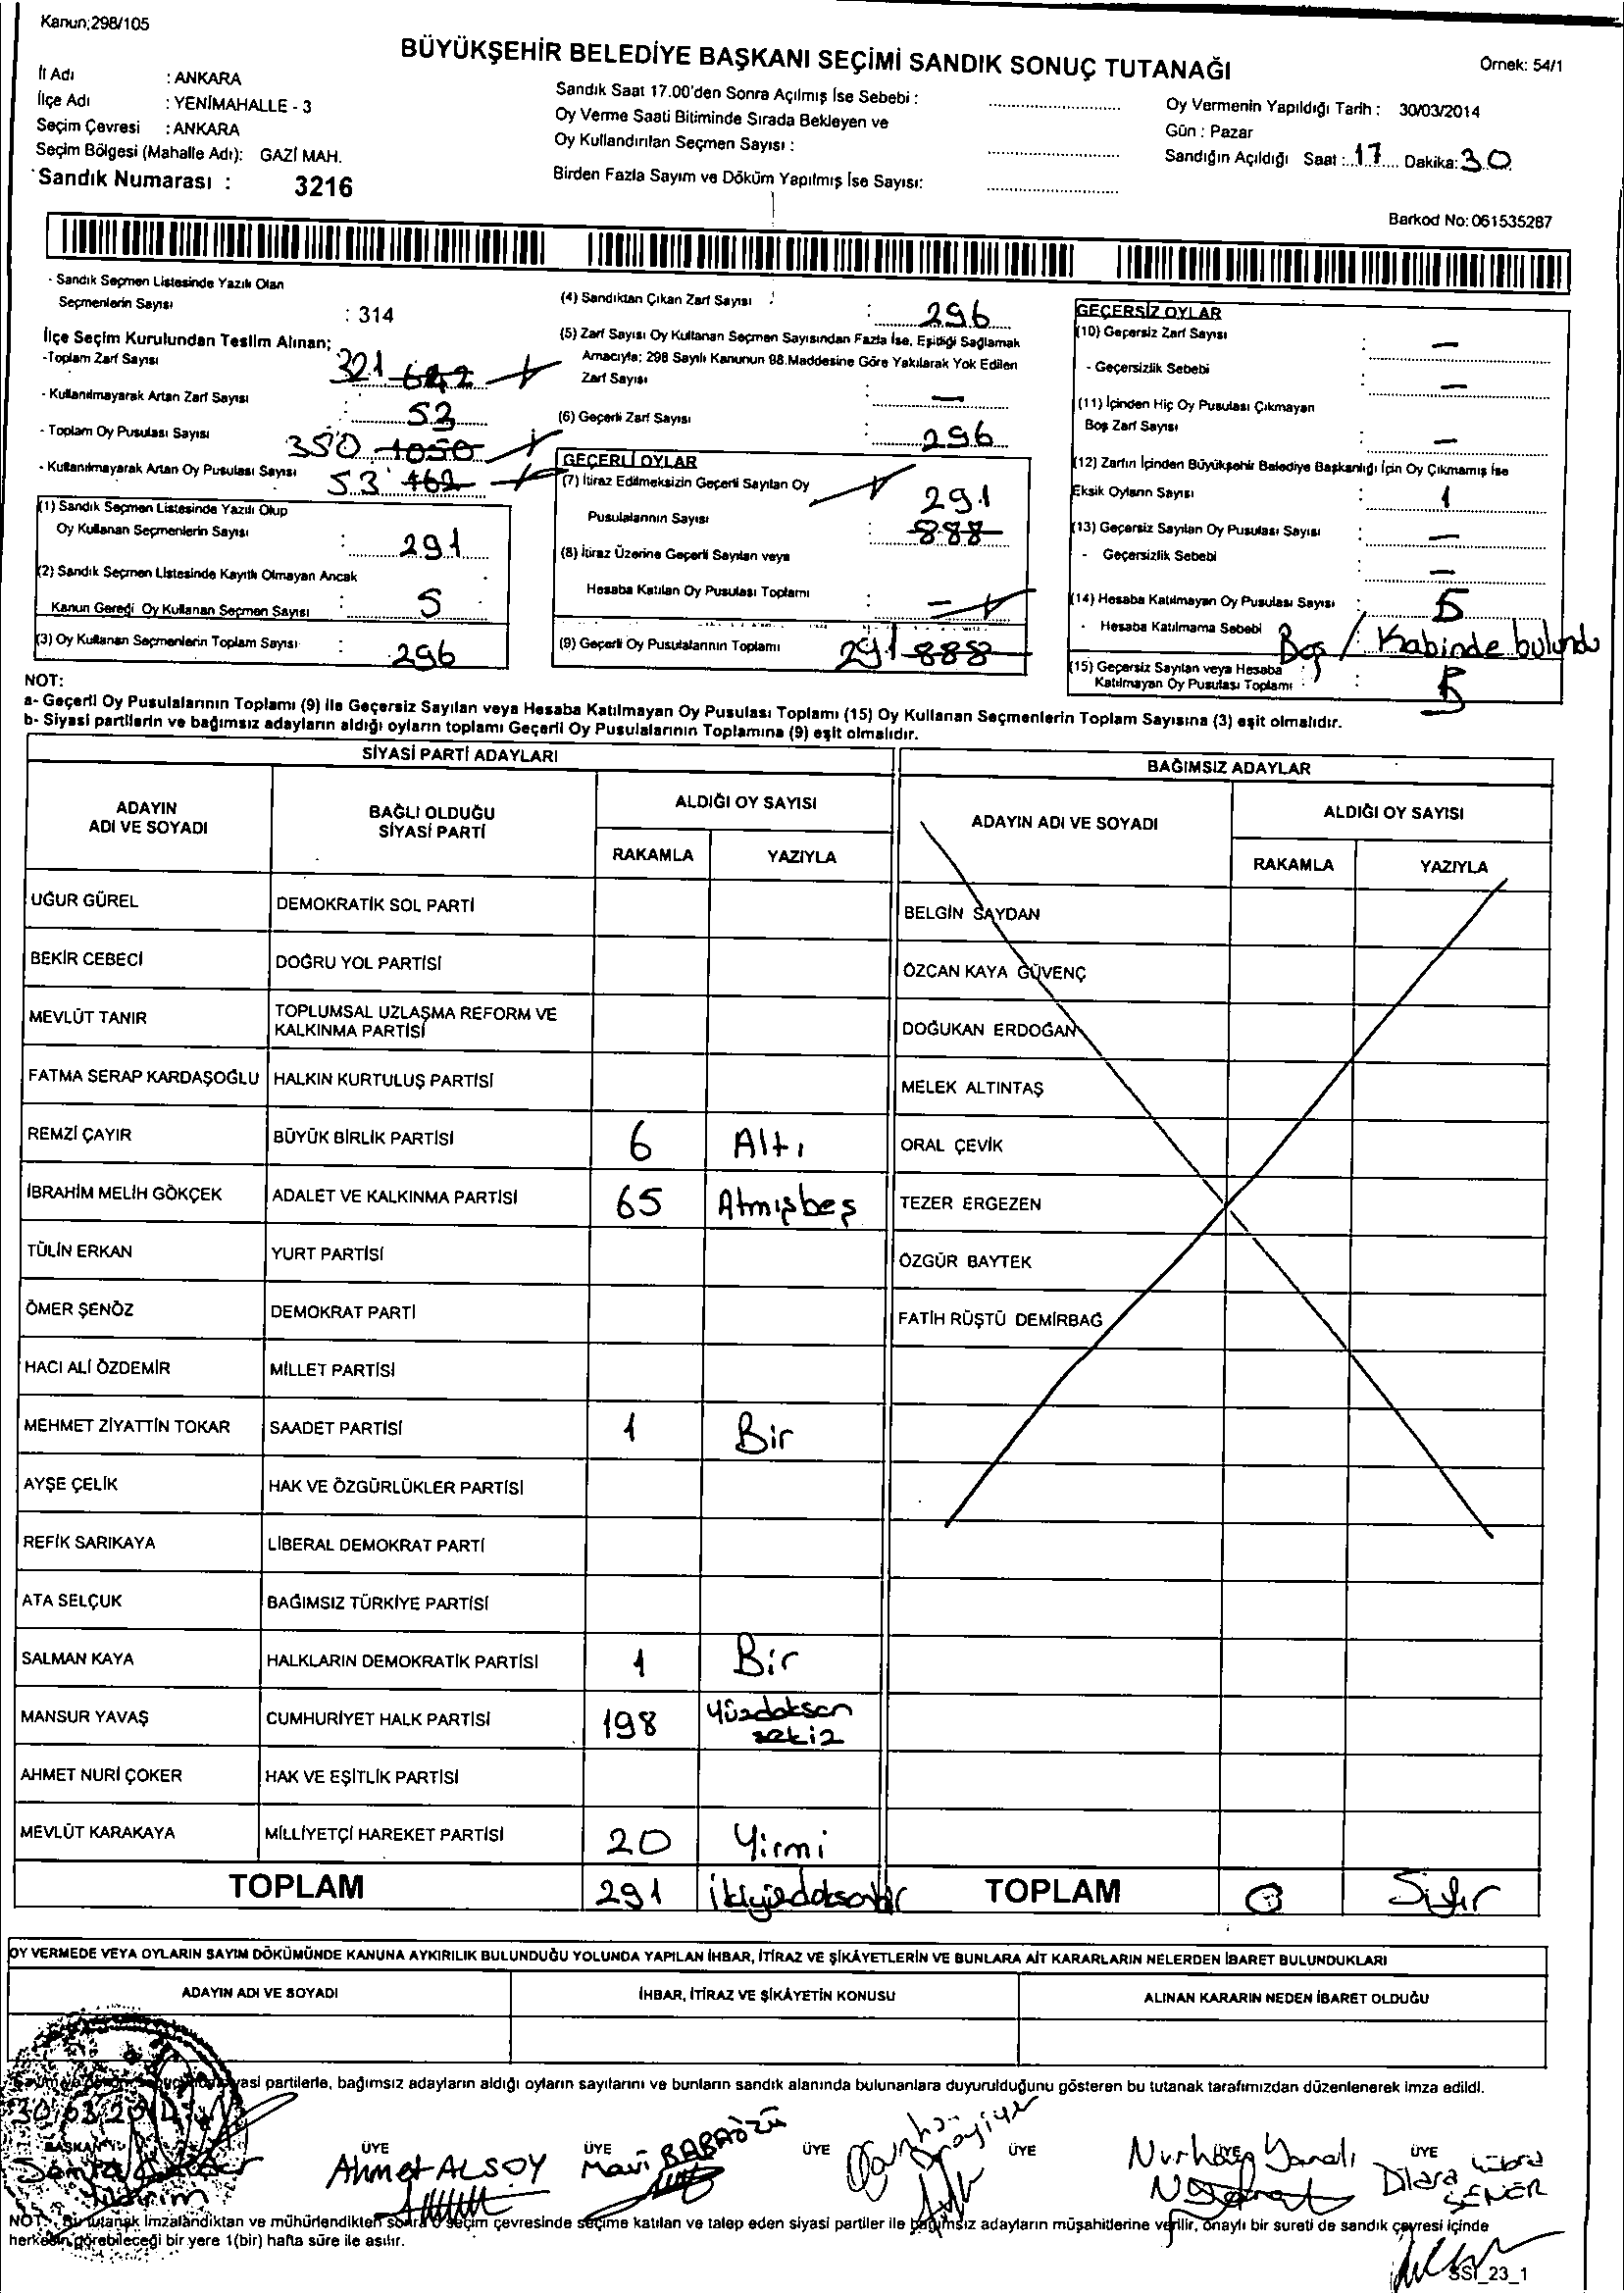 Kanun;298/105
BÜYÜKŞEHİR BELEDİYE BAŞKANI SEÇİMİ SANDIK SONUÇ TUTANAĞI
Örnek: 54/1
İl Adı : ANKARA
İlçe Adı : YENİMAHALLE - 3
Seçim Çevresi : ANKARA
Seçim Bölgesi (Mahalle Adı): GAZİ MAH.
Sandık Numarası : 3216
Sandık Saat 17.00'den Sonra Açılmış İse Sebebi :
Oy Verme Saati Bitiminde Sırada Bekleyen ve
Oy Kullandırılan Seçmen Sayısı :
Birden Fazla Sayım ve Döküm Yapılmış İse Sayısı:
Oy Vermenin Yapıldığı Tarih : 30/03/2014
Gün : Pazar
Sandığın Açıldığı Saat : 17 Dakika: 30
Barkod No: 061535287
- Sandık Seçmen Listesinde Yazılı Olan
Seçmenlerin Sayısı : 314
İlçe Seçim Kurulundan Teslim Alınan;
-Toplam Zarf Sayısı 321 642
- Kullanılmayarak Artan Zarf Sayısı : 53
- Toplam Oy Pusulası Sayısı 350 1050
- Kullanılmayarak Artan Oy Pusulası Sayısı 53 162
(1) Sandık Seçmen Listesinde Yazılı Olup
Oy Kullanan Seçmenlerin Sayısı : 291
(2) Sandık Seçmen Listesinde Kayıtlı Olmayan Ancak
Kanun Gereği Oy Kullanan Seçmen Sayısı : 5
(3) Oy Kullanan Seçmenlerin Toplam Sayısı : 296
(4) Sandıktan Çıkan Zarf Sayısı : 296
(5) Zarf Sayısı Oy Kullanan Seçmen Sayısından Fazla İse, Eşitliği Sağlamak
Amacıyla; 298 Sayılı Kanunun 98.Maddesine Göre Yakılarak Yok Edilen
Zarf Sayısı : —
(6) Geçerli Zarf Sayısı : 296
GEÇERLİ OYLAR
(7) İtiraz Edilmeksizin Geçerli Sayılan Oy
Pusulalarının Sayısı : 291 888
(8) İtiraz Üzerine Geçerli Sayılan veya
Hesaba Katılan Oy Pusulası Toplamı : —
(9) Geçerli Oy Pusulalarının Toplamı : 291 888
GEÇERSİZ OYLAR
(10) Geçersiz Zarf Sayısı : —
- Geçersizlik Sebebi : —
(11) İçinden Hiç Oy Pusulası Çıkmayan
Boş Zarf Sayısı : —
(12) Zarfın İçinden Büyükşehir Belediye Başkanlığı İçin Oy Çıkmamış İse
Eksik Oyların Sayısı : 1
(13) Geçersiz Sayılan Oy Pusulası Sayısı : —
- Geçersizlik Sebebi : —
(14) Hesaba Katılmayan Oy Pusulası Sayısı : 5
- Hesaba Katılmama Sebebi Boş / Kabinde bulundu
(15) Geçersiz Sayılan veya Hesaba
Katılmayan Oy Pusulası Toplamı : 5
NOT:
a- Geçerli Oy Pusulalarının Toplamı (9) ile Geçersiz Sayılan veya Hesaba Katılmayan Oy Pusulası Toplamı (15) Oy Kullanan Seçmenlerin Toplam Sayısına (3) eşit olmalıdır.
b- Siyasi partilerin ve bağımsız adayların aldığı oyların toplamı Geçerli Oy Pusulalarının Toplamına (9) eşit olmalıdır.
SİYASİ PARTİ ADAYLARI
ADAYIN ADI VE SOYADI
BAĞLI OLDUĞU SİYASİ PARTİ
ALDIĞI OY SAYISI
RAKAMLA YAZIYLA
UĞUR GÜREL DEMOKRATİK SOL PARTİ
BEKİR CEBECİ DOĞRU YOL PARTİSİ
MEVLÜT TANIR TOPLUMSAL UZLAŞMA REFORM VE
KALKINMA PARTİSİ
FATMA SERAP KARDAŞOĞLU HALKIN KURTULUŞ PARTİSİ
REMZİ ÇAYIR BÜYÜK BİRLİK PARTİSİ 6 Altı
İBRAHİM MELİH GÖKÇEK ADALET VE KALKINMA PARTİSİ 65 Atmışbeş
TÜLİN ERKAN YURT PARTİSİ
ÖMER ŞENÖZ DEMOKRAT PARTİ
HACI ALİ ÖZDEMİR MİLLET PARTİSİ
MEHMET ZİYATTİN TOKAR SAADET PARTİSİ 1 Bir
AYŞE ÇELİK HAK VE ÖZGÜRLÜKLER PARTİSİ
REFİK SARIKAYA LİBERAL DEMOKRAT PARTİ
ATA SELÇUK BAĞIMSIZ TÜRKİYE PARTİSİ
SALMAN KAYA HALKLARIN DEMOKRATİK PARTİSİ 1 Bir
MANSUR YAVAŞ CUMHURİYET HALK PARTİSİ 198 Yüzdoksan
sekiz
AHMET NURİ ÇOKER HAK VE EŞİTLİK PARTİSİ
MEVLÜT KARAKAYA MİLLİYETÇİ HAREKET PARTİSİ 20 Yirmi
TOPLAM 291 ikiyüzdoksanbir
BAĞIMSIZ ADAYLAR
ADAYIN ADI VE SOYADI
ALDIĞI OY SAYISI
RAKAMLA YAZIYLA
BELGİN SAYDAN
ÖZCAN KAYA GÜVENÇ
DOĞUKAN ERDOĞAN
MELEK ALTINTAŞ
ORAL ÇEVİK
TEZER ERGEZEN
ÖZGÜR BAYTEK
FATİH RÜŞTÜ DEMİRBAĞ
TOPLAM 0 Sıfır
OY VERMEDE VEYA OYLARIN SAYIM DÖKÜMÜNDE KANUNA AYKIRILIK BULUNDUĞU YOLUNDA YAPILAN İHBAR, İTİRAZ VE ŞİKÂYETLERİN VE BUNLARA AİT KARARLARIN NELERDEN İBARET BULUNDUKLARI
ADAYIN ADI VE SOYADI İHBAR, İTİRAZ VE ŞİKÂYETİN KONUSU ALINAN KARARIN NEDEN İBARET OLDUĞU
siyasi partilerle, bağımsız adayların aldığı oyların sayılarını ve bunların sandık alanında bulunanlara duyurulduğunu gösteren bu tutanak tarafımızdan düzenlenerek imza edildi.
30/03/2014
BAŞKAN ÜYE ÜYE ÜYE ÜYE ÜYE ÜYE
Yıldırım
Ahmet ALSOY
Mavi BABAÖZÜ
Nurhan Yanalı
Dilara Kübra
ŞENER
NOT: Bu tutanak imzalandıktan ve mühürlendikten sonra o seçim çevresinde seçime katılan ve talep eden siyasi partiler ile bağımsız adayların müşahitlerine verilir, onaylı bir sureti de sandık çevresi içinde
herkesin görebileceği bir yere 1(bir) hafta süre ile asılır.
SSI_23_1